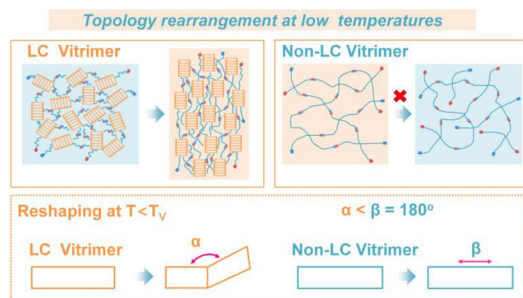 Topology rearrangement at low temperatures
LC Vitrimer
Non-LC Vitrimer
Reshaping at T<Tv
α < β = 180°
LC Vitrimer
α
Non-LC Vitrimer
β